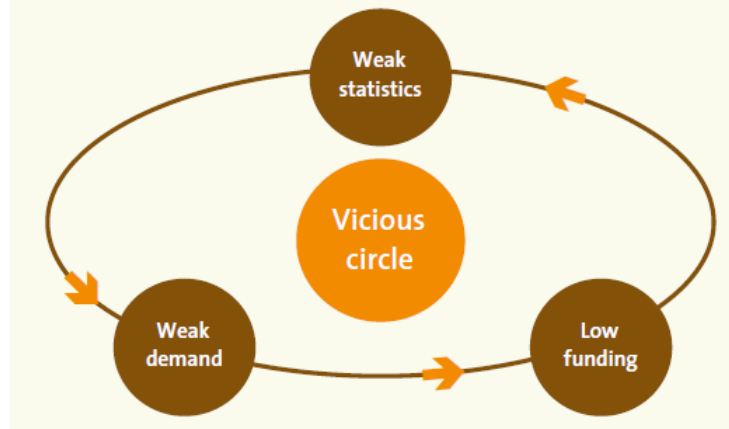 Weak
statistics
Vicious
circle
Weak
demand
Low
funding